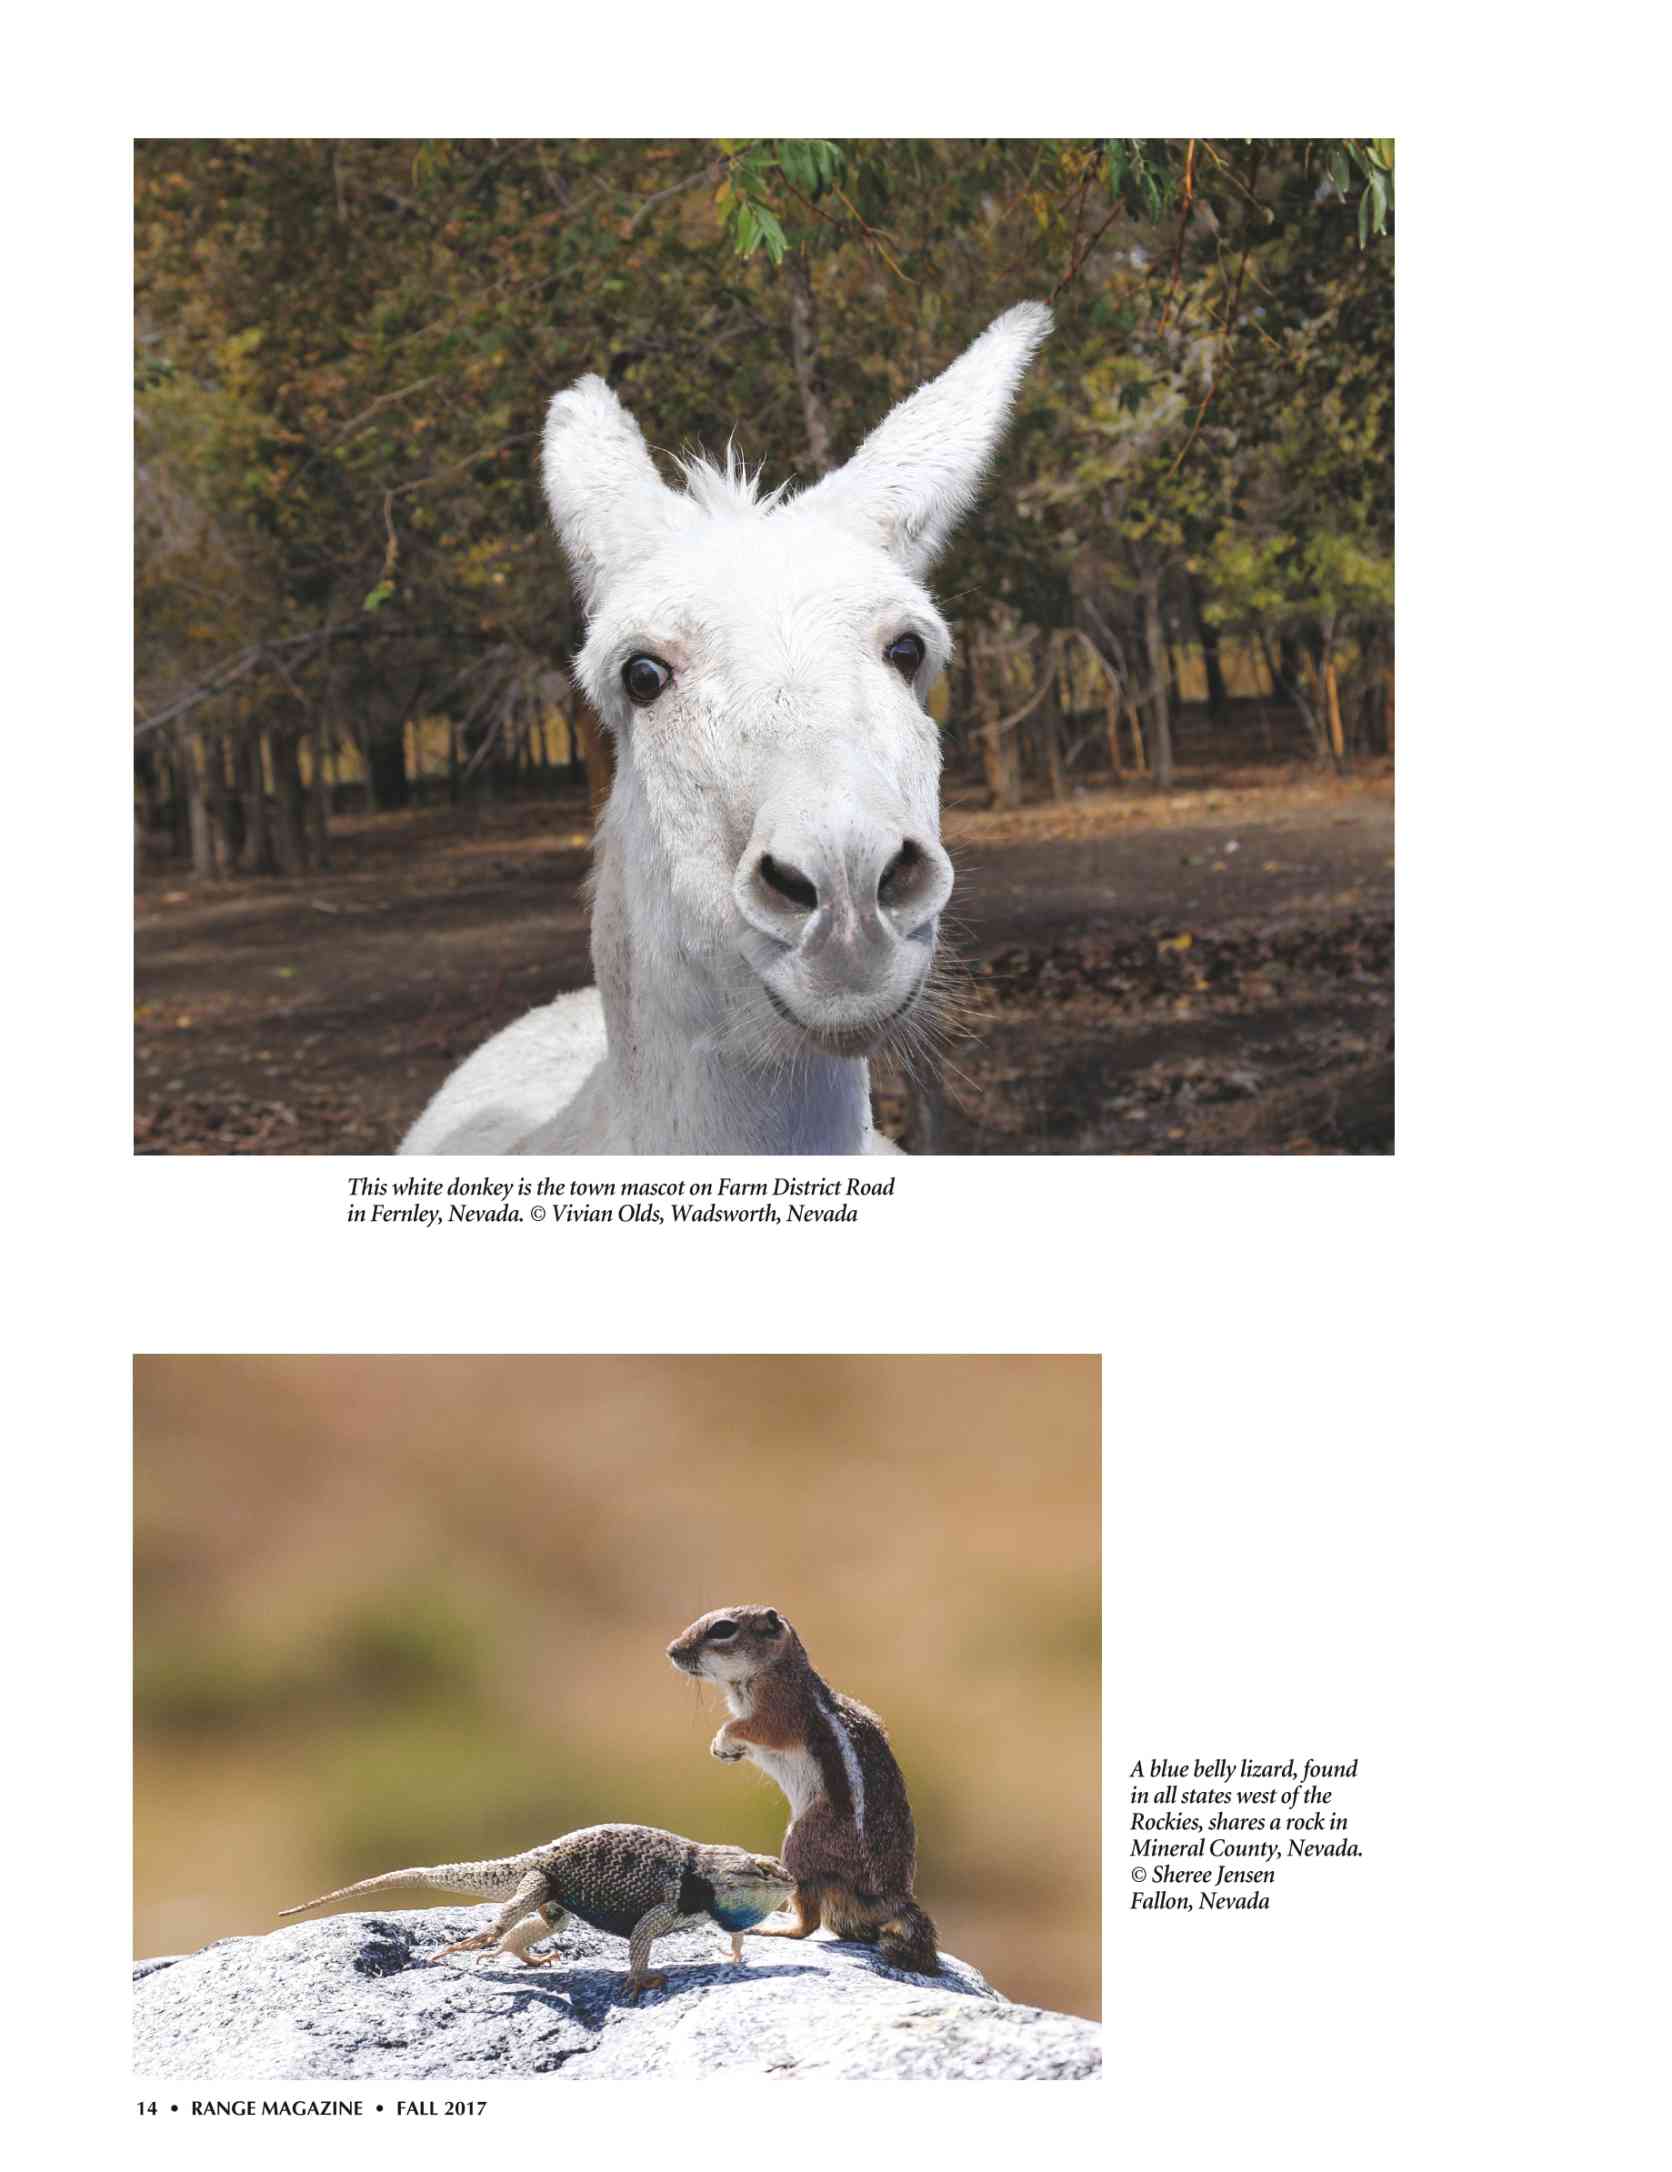 This white donkey is the town mascot on Farm District Road
in Fernley, Nevada. © Vivian Olds, Wadsworth, Nevada
A blue belly lizard, found
in all states west of the
Rockies, shares a rock in
Mineral County, Nevada.
© Sheree Jensen
Fallon, Nevada
14 • RANGE MAGAZINE • FALL 2017